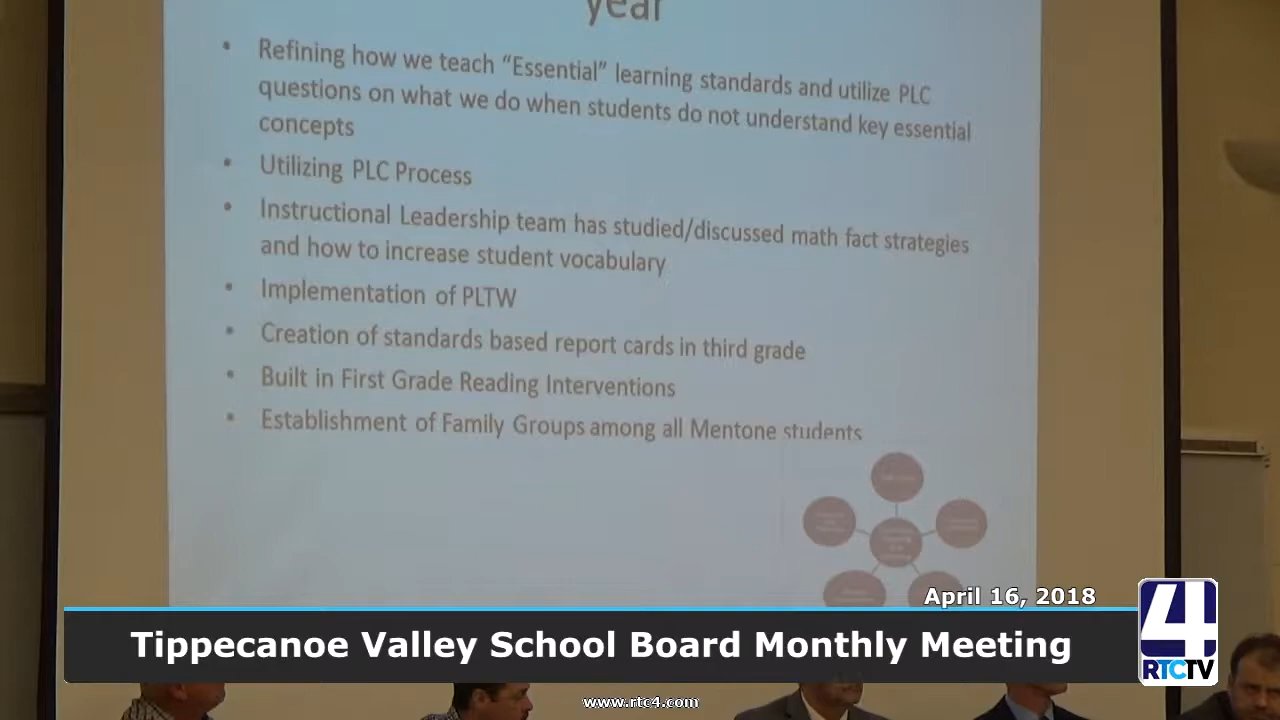 year
• Refining how we teach “Essential” learning standards and utilize PLC
questions on what we do when students do not understand key essential
concepts
• Utilizing PLC Process
• Instructional Leadership team has studied/discussed math fact strategies
and how to increase student vocabulary
• Implementation of PLTW
• Creation of standards based report cards in third grade
• Built in First Grade Reading Interventions
• Establishment of Family Groups among all Mentone students
April 16, 2018
Tippecanoe Valley School Board Monthly Meeting
4
RTCTV
www.rtc4.com